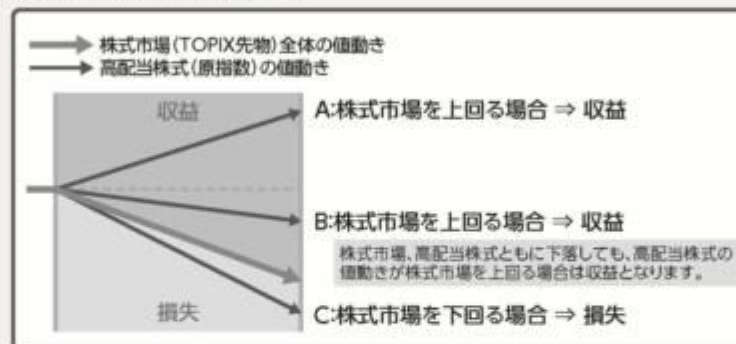 株式市場(TOPIX先物)全体の値動き
高配当株式(原指数)の値動き
収益
A:株式市場を上回る場合 ⇒ 収益
B:株式市場を上回る場合 ⇒ 収益
株式市場、高配当株式ともに下落しても、高配当株式の
値動きが株式市場を上回る場合は収益となります。
損失
C:株式市場を下回る場合 ⇒ 損失